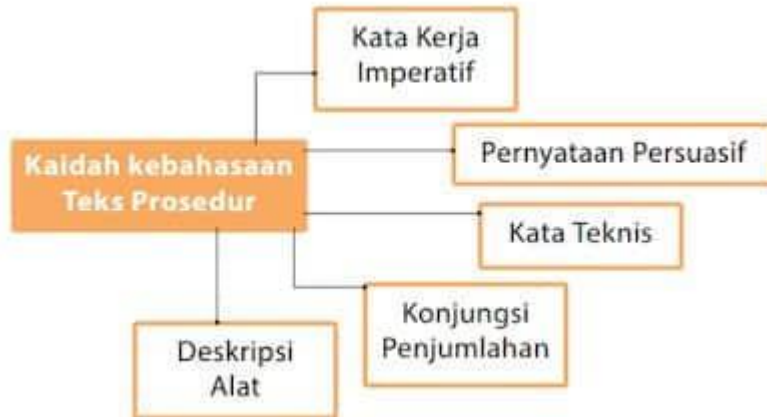 Kata Kerja
Imperatif
Kaidah kebahasaan
Teks Prosedur
Pernyataan Persuasif
Kata Teknis
Konjungsi
Penjumlahan
Deskripsi
Alat